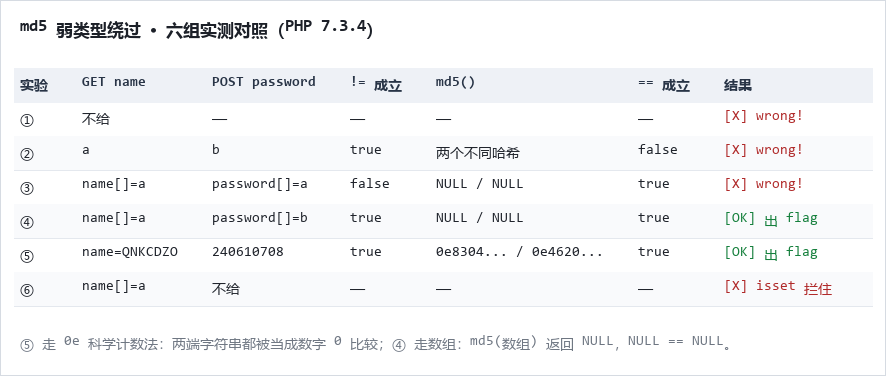 md5 弱类型绕过 · 六组实测对照（PHP 7.3.4）
实验 GET name POST password != 成立 md5() == 成立 结果
① 不给 — — — — [X] wrong!
② a b true 两个不同哈希 false [X] wrong!
③ name[]=a password[]=a false NULL / NULL true [X] wrong!
④ name[]=a password[]=b true NULL / NULL true [OK] 出 flag
⑤ name=QNKCDZO 240610708 true 0e8304... / 0e4620... true [OK] 出 flag
⑥ name[]=a 不给 — — — [X] isset 拦住
⑤ 走 0e 科学计数法：两端字符串都被当成数字 0 比较；④ 走数组：md5(数组) 返回 NULL，NULL == NULL。